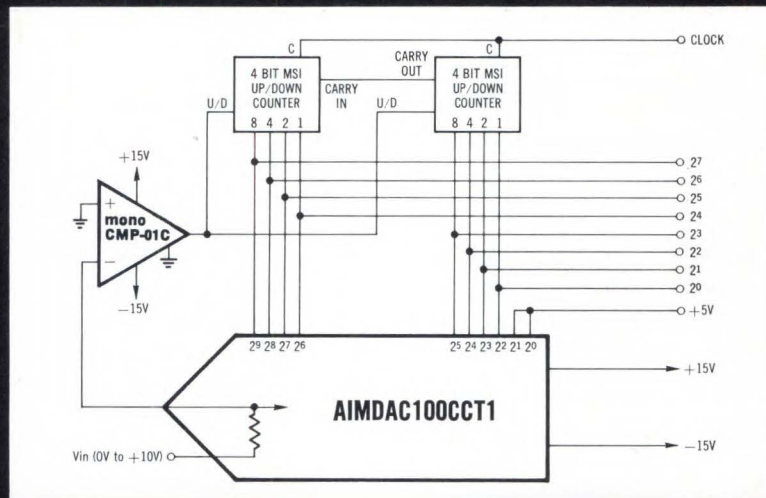 C
CARRY OUT
C
CLOCK
4 BIT MSI
UP/DOWN
COUNTER
8 4 2 1
CARRY
IN
U/D
U/D
4 BIT MSI
UP/DOWN
COUNTER
8 4 2 1
+15V
+
mono
CMP-01C
−
−15V
27
26
25
24
23
22
21
20
+5V
29 28 27 26
25 24 23 22 21 20
+15V
AIMDAC100CCT1
−15V
Vin (0V to +10V)